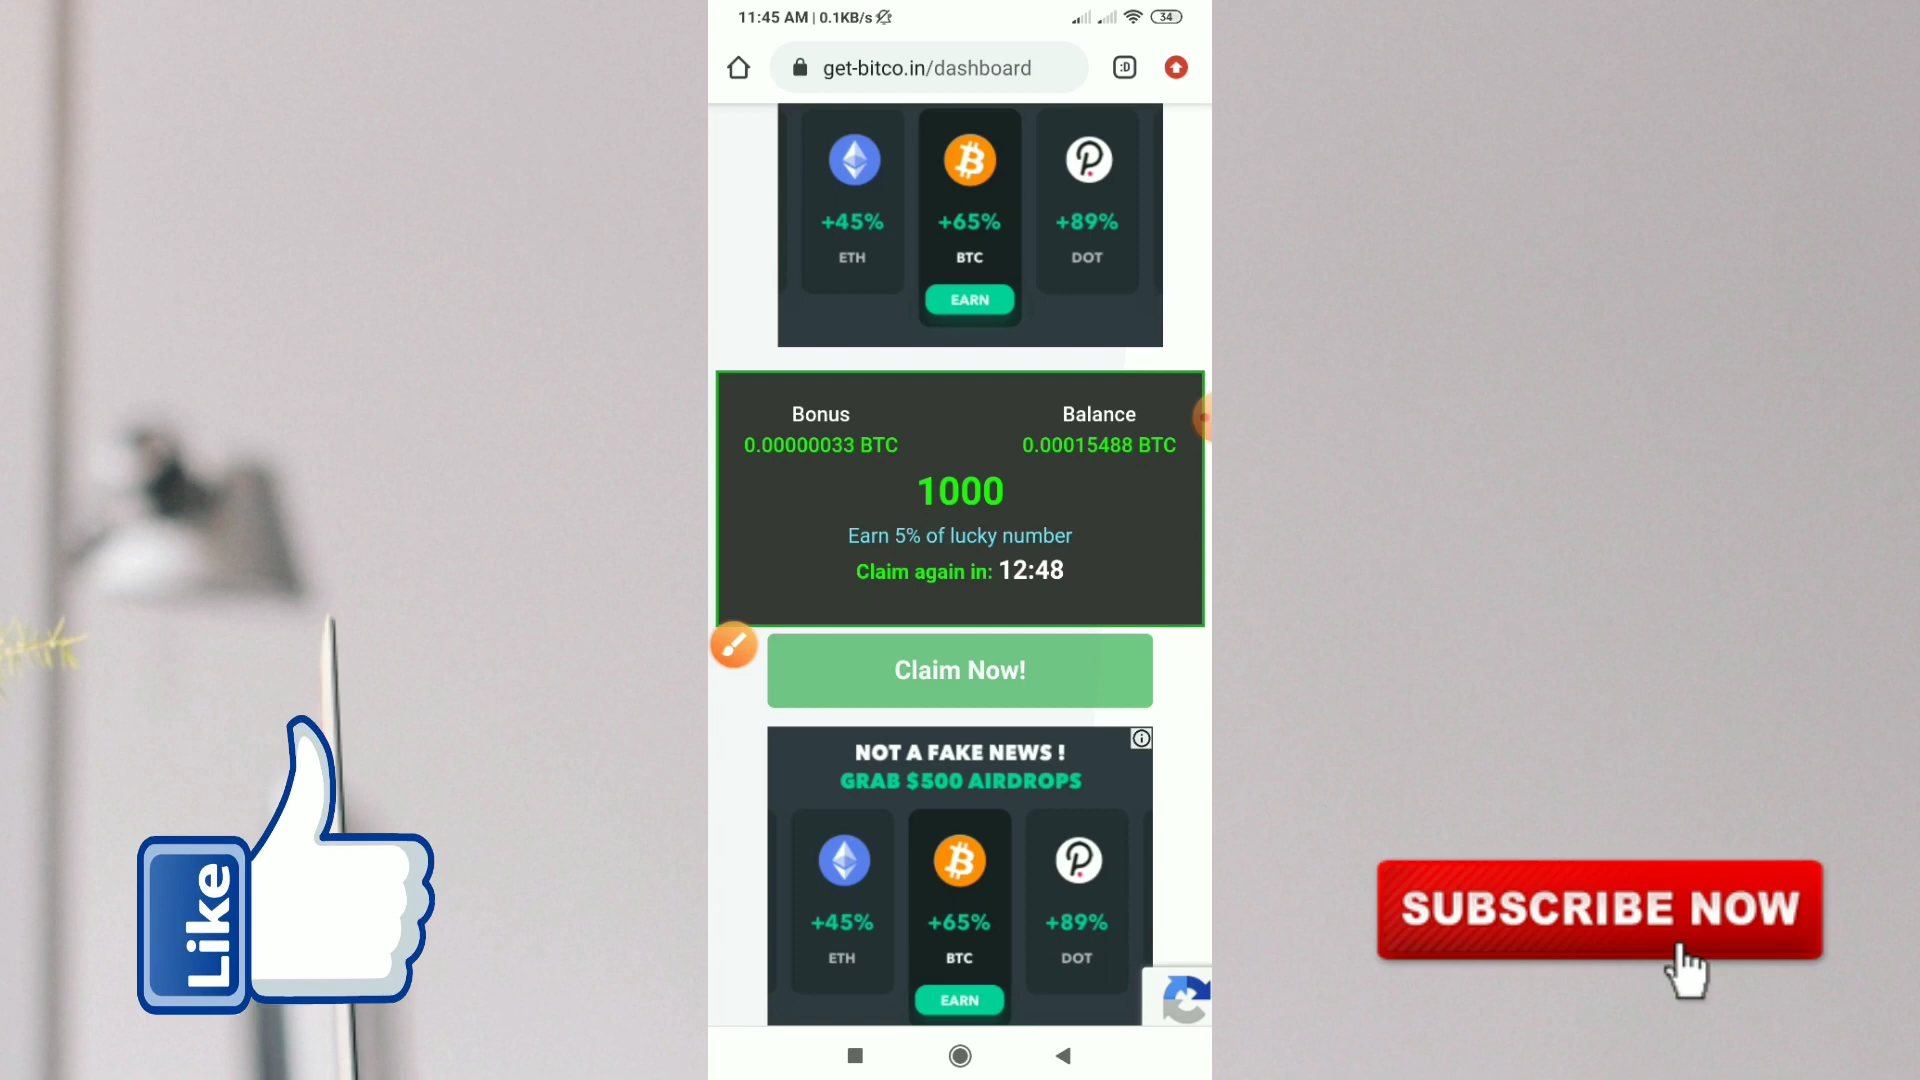 11:45 AM | 0.1KB/s
34
get-bitco.in/dashboard
:D
+45%
+65%
+89%
ETH
BTC
DOT
EARN
Bonus
Balance
0.00000033 BTC
0.00015488 BTC
1000
Earn 5% of lucky number
Claim again in: 12:48
Claim Now!
NOT A FAKE NEWS !
GRAB $500 AIRDROPS
+45%
+65%
+89%
ETH
BTC
DOT
EARN
Like
SUBSCRIBE NOW